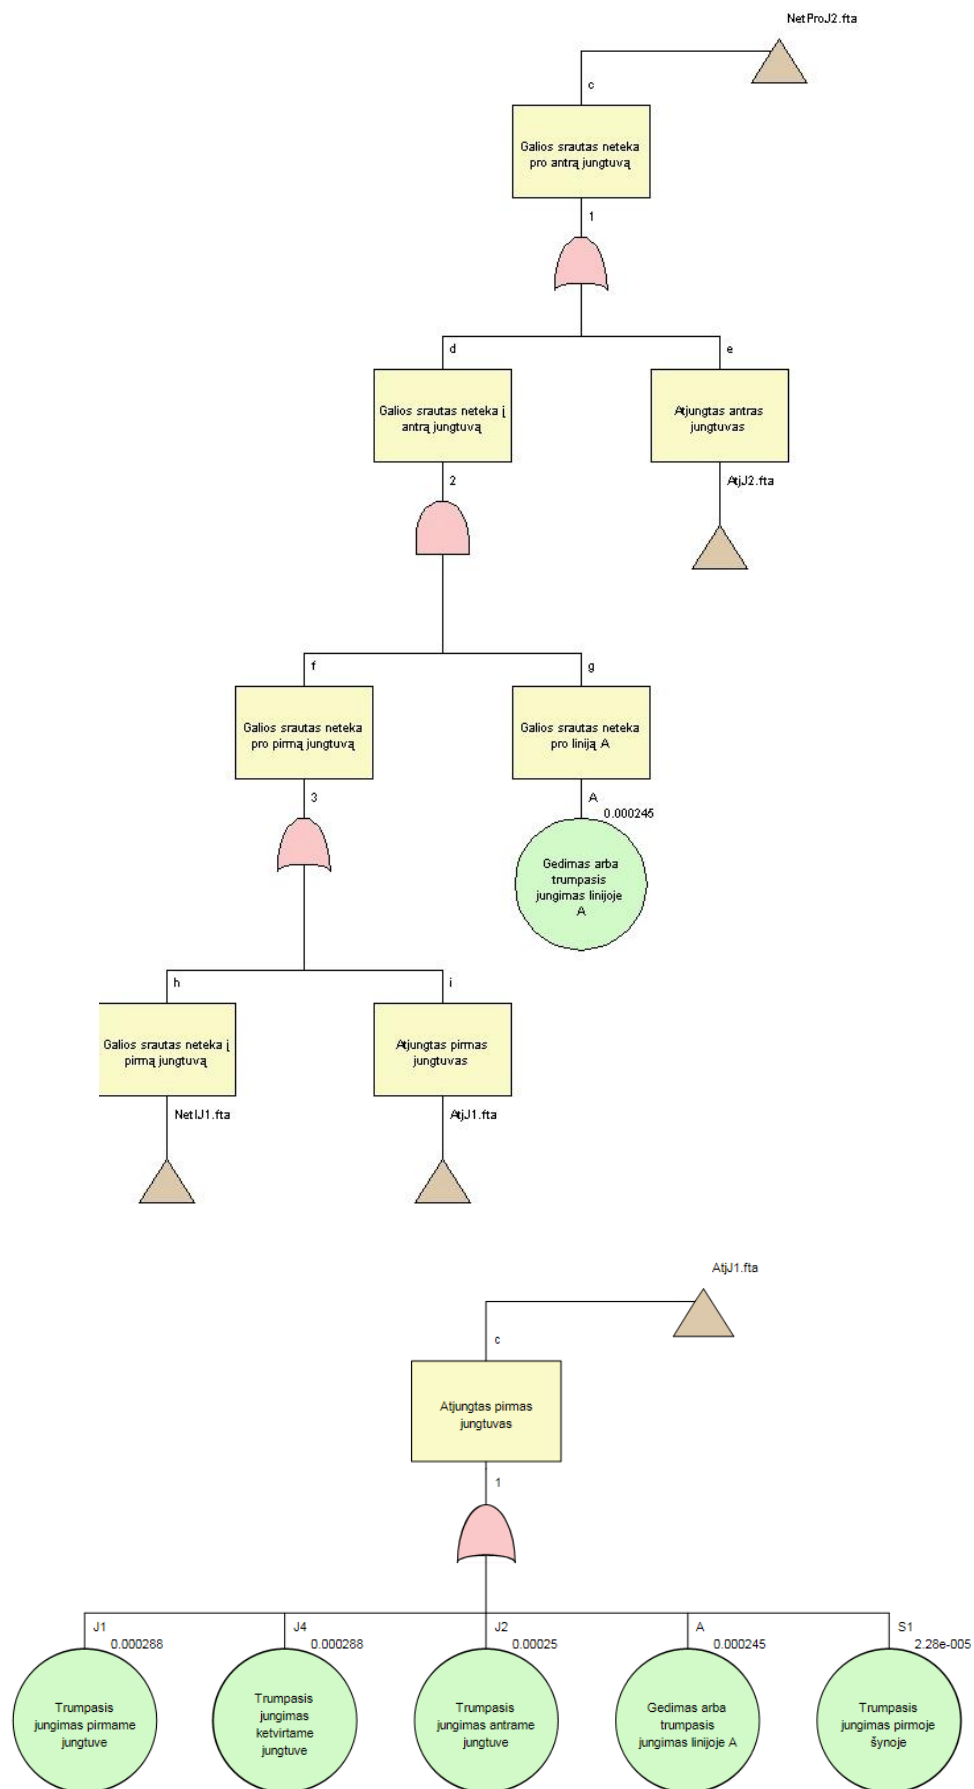 NetProJ2.fta
c
Galios srautas neteka
pro antrą jungtuvą
1
d
e
Galios srautas neteka į
antrą jungtuvą
Atjungtas antras
jungtuvas
2
AtjJ2.fta
f
g
Galios srautas neteka
pro pirmą jungtuvą
Galios srautas neteka
pro liniją A
3
A
0.000245
Gedimas arba
trumpasis
jungimas linijoje
A
h
i
Galios srautas neteka į
pirmą jungtuvą
Atjungtas pirmas
jungtuvas
NetIJ1.fta
AtjJ1.fta
AtjJ1.fta
c
Atjungtas pirmas
jungtuvas
1
J1
0.000288
J4
0.000288
J2
0.00025
A
0.000245
S1
2.28e-005
Trumpasis
jungimas pirmame
jungtuve
Trumpasis
jungimas
ketvirtame
jungtuve
Trumpasis
jungimas antrame
jungtuve
Gedimas arba
trumpasis
jungimas linijoje A
Trumpasis
jungimas pirmoje
šynoje